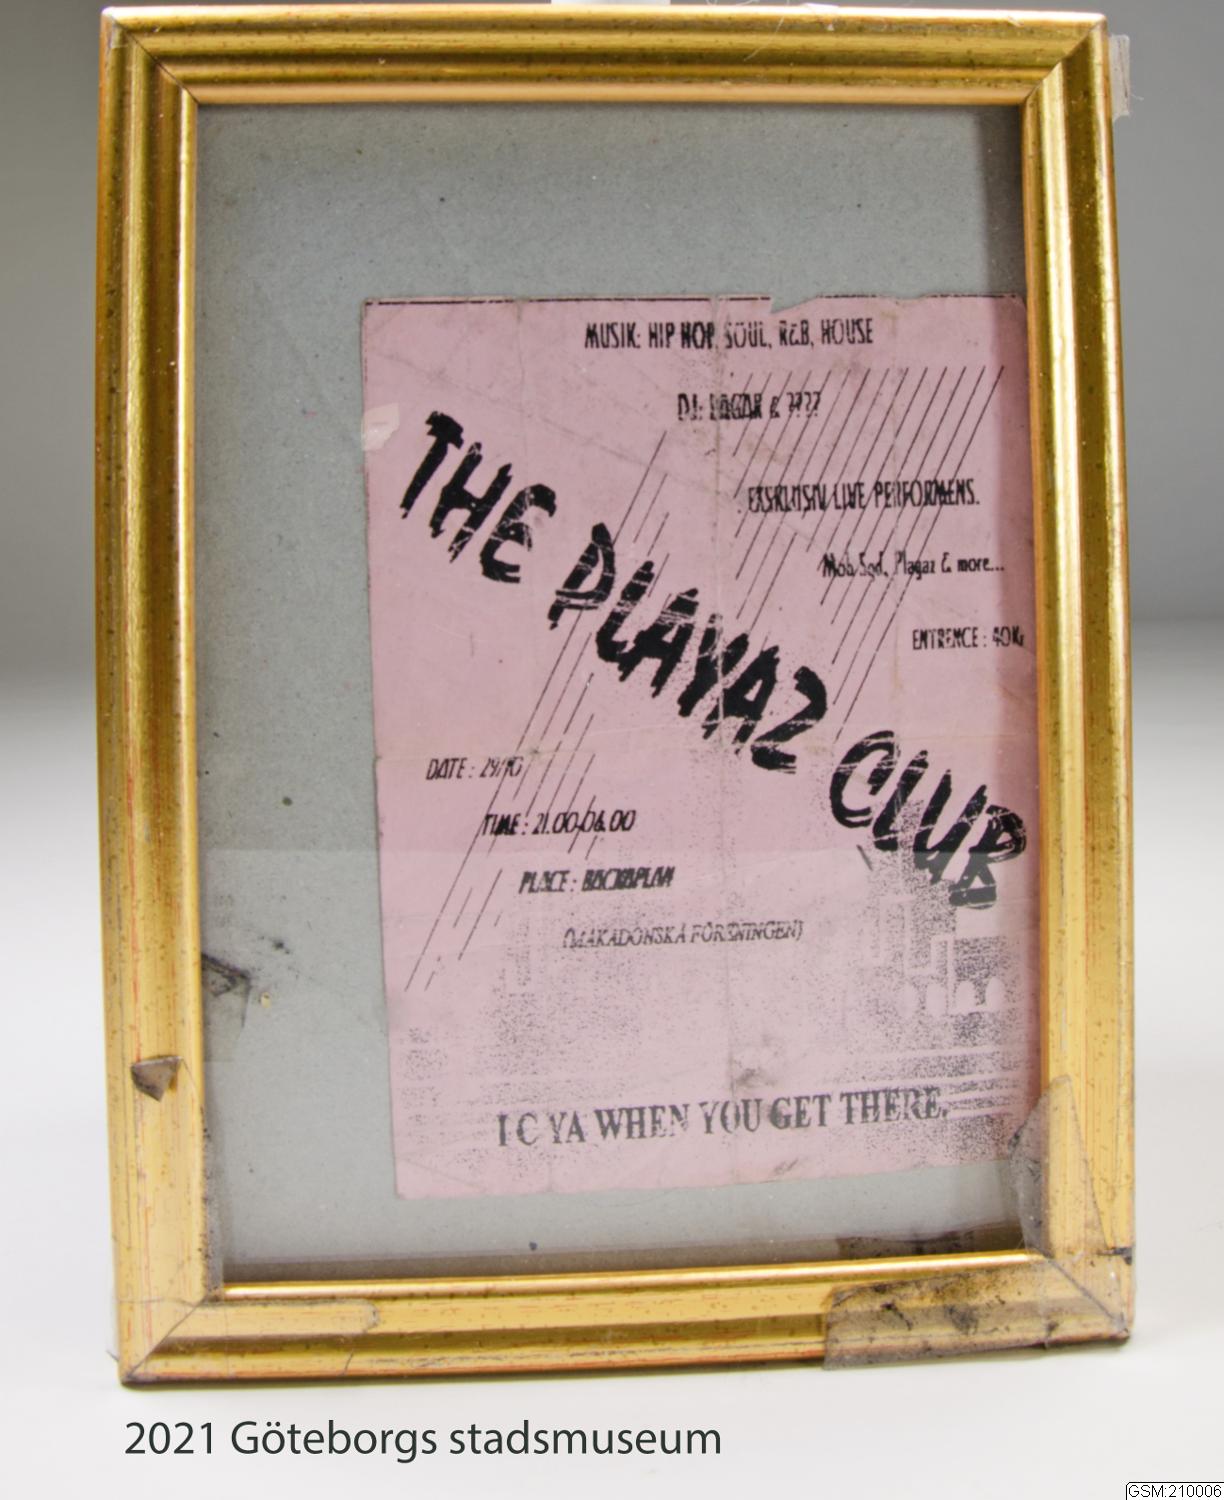 MUSIK: HIP HOP, SOUL, R&B, HOUSE
DJ: & ????
THE PLAYAZ CLUB
EXSKLUSIV LIVE PERFORMENS.
Mob Sqd, Playaz & more...
ENTRENCE : 40Kr
DATE : 29/10
TIME : 21.00-06.00
PLACE : BACKAPLAN
(MAKADONSKA FÖRENINGEN)
I C YA WHEN YOU GET THERE.
2021 Göteborgs stadsmuseum
GSM:210006